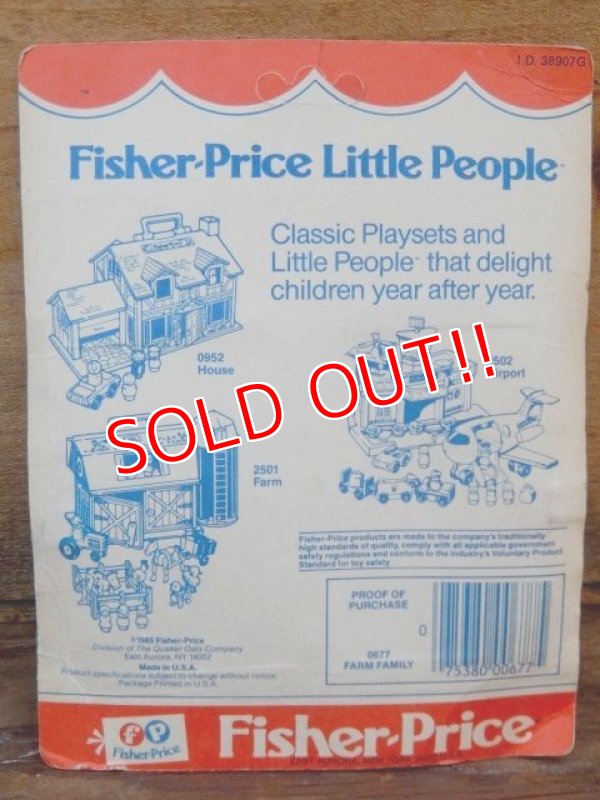 I.D. 38907G
Fisher-Price Little People™
Classic Playsets and
Little People™ that delight
children year after year.
0952
House
502
rport
SOLD OUT!!
2501
Farm
Fisher-Price products are made to the company's traditionally
high standards of quality, comply with all applicable government
safety regulations and conform to the Industry's Voluntary Product
Standard for toy safety
PROOF OF
PURCHASE
0677
FARM FAMILY
0
75380 00677
©1985 Fisher-Price
Division of The Quaker Oats Company
East Aurora, NY 14052
Made in U.S.A.
Product specifications subject to change without notice.
Package Printed in U.S.A.
fp
Fisher-Price
Fisher-Price
EAST AURORA, NEW YORK